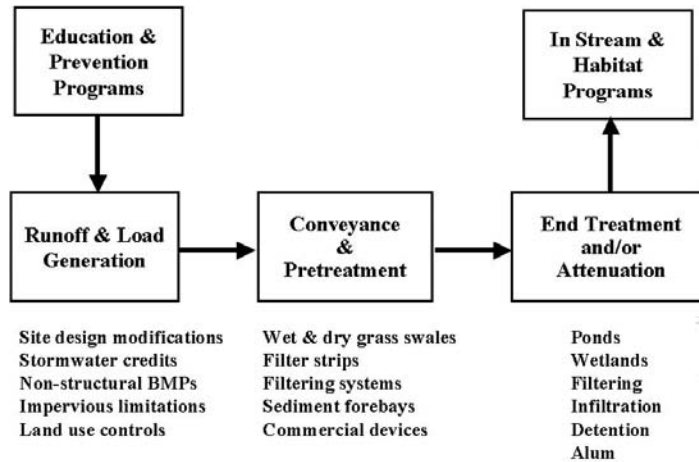 Education &
Prevention
Programs
In Stream &
Habitat
Programs
Runoff & Load
Generation
Conveyance
&
Pretreatment
End Treatment
and/or
Attenuation
Site design modifications
Stormwater credits
Non-structural BMPs
Impervious limitations
Land use controls
Wet & dry grass swales
Filter strips
Filtering systems
Sediment forebays
Commercial devices
Ponds
Wetlands
Filtering
Infiltration
Detention
Alum